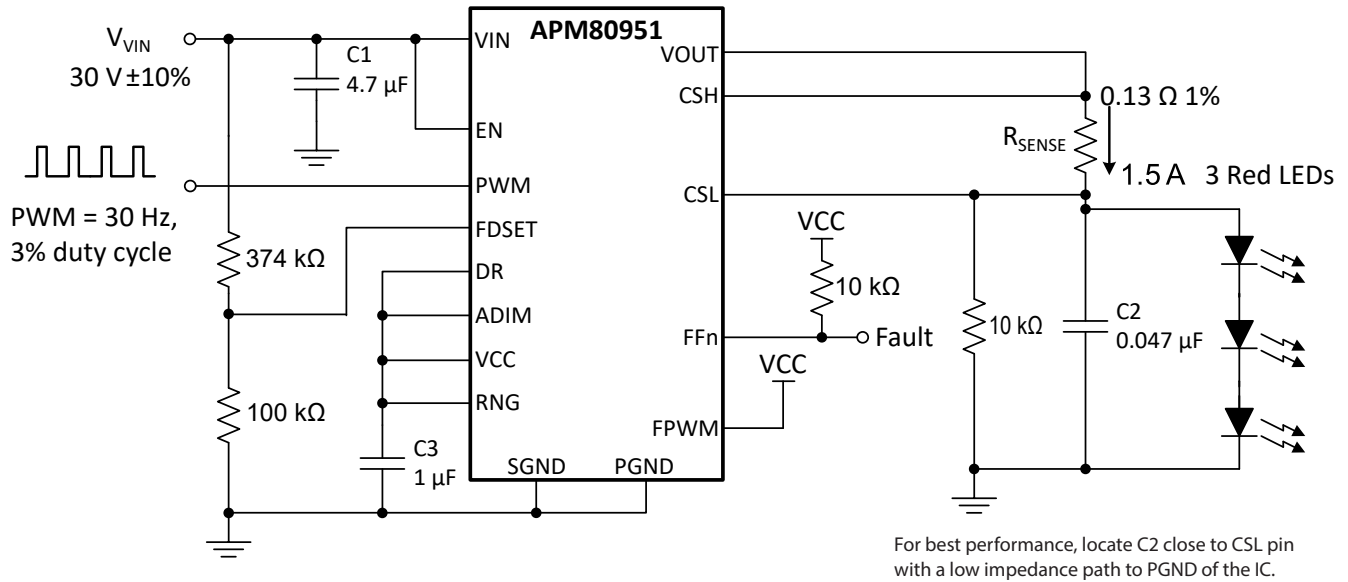 APM80951
V_VIN
30 V ±10%
C1
4.7 µF
VIN
EN
PWM
FDSET
DR
ADIM
VCC
RNG
SGND
PGND
VOUT
CSH
CSL
FFn
FPWM
PWM = 30 Hz,
3% duty cycle
374 kΩ
100 kΩ
C3
1 µF
0.13 Ω 1%
R_SENSE
1.5 A
3 Red LEDs
VCC
10 kΩ
Fault
VCC
10 kΩ
C2
0.047 µF
For best performance, locate C2 close to CSL pin
with a low impedance path to PGND of the IC.